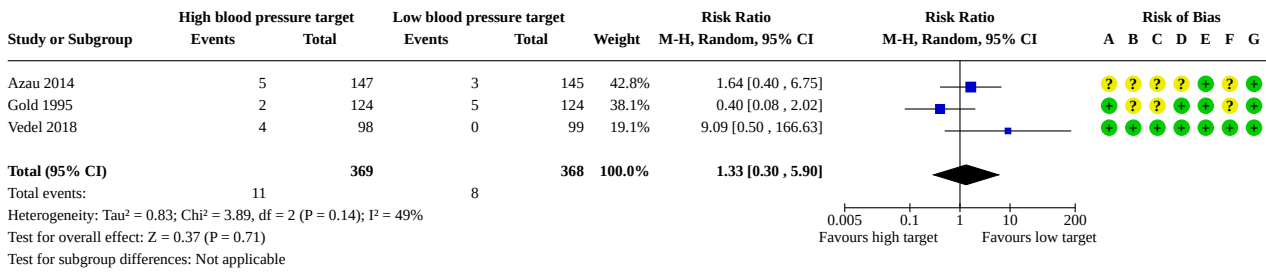 High blood pressure target Low blood pressure target Risk Ratio Risk Ratio Risk of Bias
Study or Subgroup Events Total Events Total Weight M-H, Random, 95% CI M-H, Random, 95% CI A B C D E F G
Azau 2014 5 147 3 145 42.8% 1.64 [0.40 , 6.75] ? ? ? ? + ? +
Gold 1995 2 124 5 124 38.1% 0.40 [0.08 , 2.02] + ? ? + + ? +
Vedel 2018 4 98 0 99 19.1% 9.09 [0.50 , 166.63] + + + + + + +
Total (95% CI) 369 368 100.0% 1.33 [0.30 , 5.90]
Total events: 11 8
Heterogeneity: Tau² = 0.83; Chi² = 3.89, df = 2 (P = 0.14); I² = 49%
0.005 0.1 1 10 200
Test for overall effect: Z = 0.37 (P = 0.71) Favours high target Favours low target
Test for subgroup differences: Not applicable